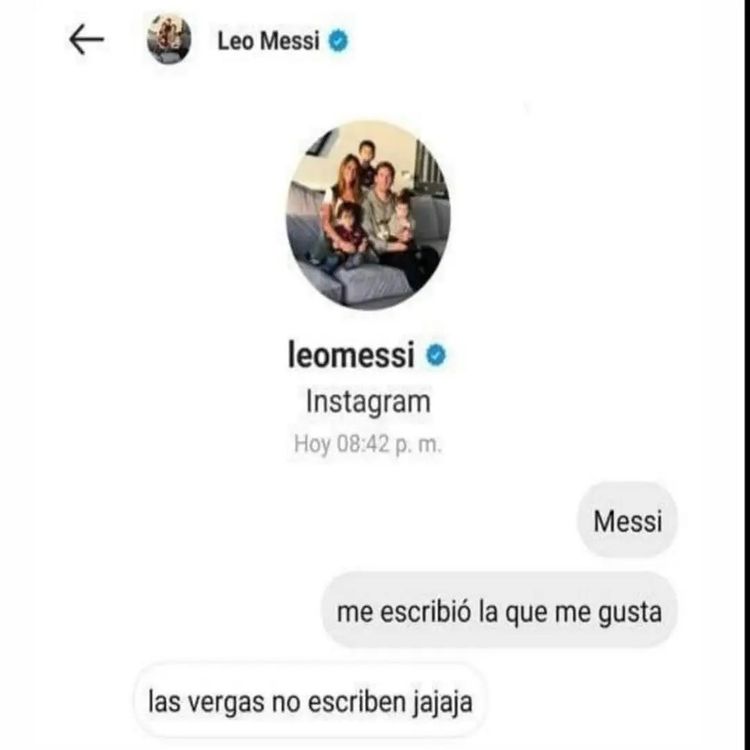 Leo Messi
leomessi
Instagram
Hoy 08:42 p. m.
Messi
me escribió la que me gusta
las vergas no escriben jajaja